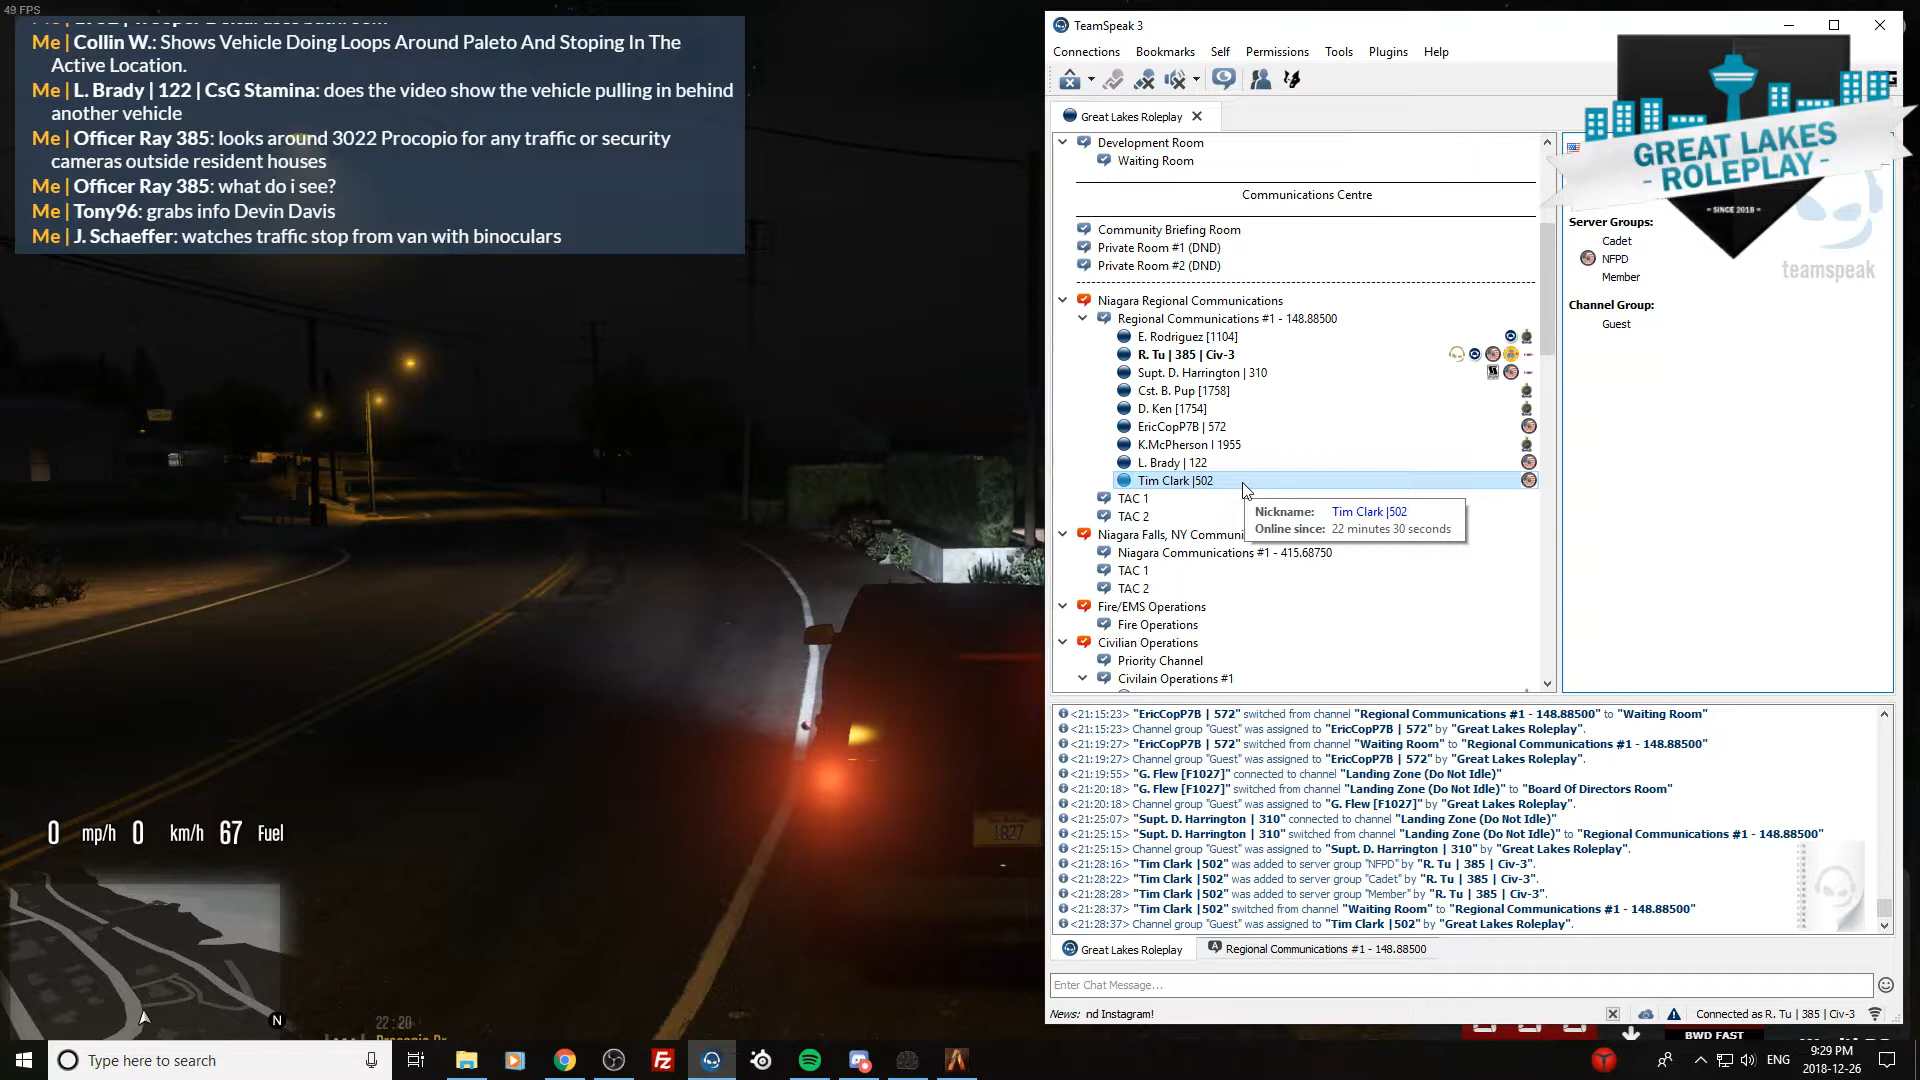 49 FPS
Me | Collin W.: Shows Vehicle Doing Loops Around Paleto And Stoping In The
Active Location.
Me | L. Brady | 122 | CsG Stamina: does the video show the vehicle pulling in behind
another vehicle
Me | Officer Ray 385: looks around 3022 Procopio for any traffic or security
cameras outside resident houses
Me | Officer Ray 385: what do i see?
Me | Tony96: grabs info Devin Davis
Me | J. Schaeffer: watches traffic stop from van with binoculars
0 mp/h 0 km/h 67 Fuel
N
22:20
1827
TeamSpeak 3
Connections Bookmarks Self Permissions Tools Plugins Help
Great Lakes Roleplay
Development Room
Waiting Room
Communications Centre
Community Briefing Room
Private Room #1 (DND)
Private Room #2 (DND)
Niagara Regional Communications
Regional Communications #1 - 148.88500
E. Rodriguez [1104]
R. Tu | 385 | Civ-3
Supt. D. Harrington | 310
Cst. B. Pup [1758]
D. Ken [1754]
EricCopP7B | 572
K.McPherson I 1955
L. Brady | 122
Tim Clark |502
TAC 1
TAC 2
Nickname: Tim Clark |502
Online since: 22 minutes 30 seconds
Niagara Falls, NY Communi
Niagara Communications #1 - 415.68750
TAC 1
TAC 2
Fire/EMS Operations
Fire Operations
Civilian Operations
Priority Channel
Civilain Operations #1
GREAT LAKES
- ROLEPLAY -
- SINCE 2018 -
teamspeak
Server Groups:
Cadet
NFPD
Member
Channel Group:
Guest
<21:15:23> "EricCopP7B | 572" switched from channel "Regional Communications #1 - 148.88500" to "Waiting Room"
<21:15:23> Channel group "Guest" was assigned to "EricCopP7B | 572" by "Great Lakes Roleplay".
<21:19:27> "EricCopP7B | 572" switched from channel "Waiting Room" to "Regional Communications #1 - 148.88500"
<21:19:27> Channel group "Guest" was assigned to "EricCopP7B | 572" by "Great Lakes Roleplay".
<21:19:55> "G. Flew [F1027]" connected to channel "Landing Zone (Do Not Idle)"
<21:20:18> "G. Flew [F1027]" switched from channel "Landing Zone (Do Not Idle)" to "Board Of Directors Room"
<21:20:18> Channel group "Guest" was assigned to "G. Flew [F1027]" by "Great Lakes Roleplay".
<21:25:07> "Supt. D. Harrington | 310" connected to channel "Landing Zone (Do Not Idle)"
<21:25:15> "Supt. D. Harrington | 310" switched from channel "Landing Zone (Do Not Idle)" to "Regional Communications #1 - 148.88500"
<21:25:15> Channel group "Guest" was assigned to "Supt. D. Harrington | 310" by "Great Lakes Roleplay".
<21:28:16> "Tim Clark |502" was added to server group "NFPD" by "R. Tu | 385 | Civ-3".
<21:28:22> "Tim Clark |502" was added to server group "Cadet" by "R. Tu | 385 | Civ-3".
<21:28:28> "Tim Clark |502" was added to server group "Member" by "R. Tu | 385 | Civ-3".
<21:28:37> "Tim Clark |502" switched from channel "Waiting Room" to "Regional Communications #1 - 148.88500"
<21:28:37> Channel group "Guest" was assigned to "Tim Clark |502" by "Great Lakes Roleplay".
Great Lakes Roleplay Regional Communications #1 - 148.88500
Enter Chat Message...
News: nd Instagram! Connected as R. Tu | 385 | Civ-3
BWD FAST
Type here to search
ENG
9:29 PM
2018-12-26